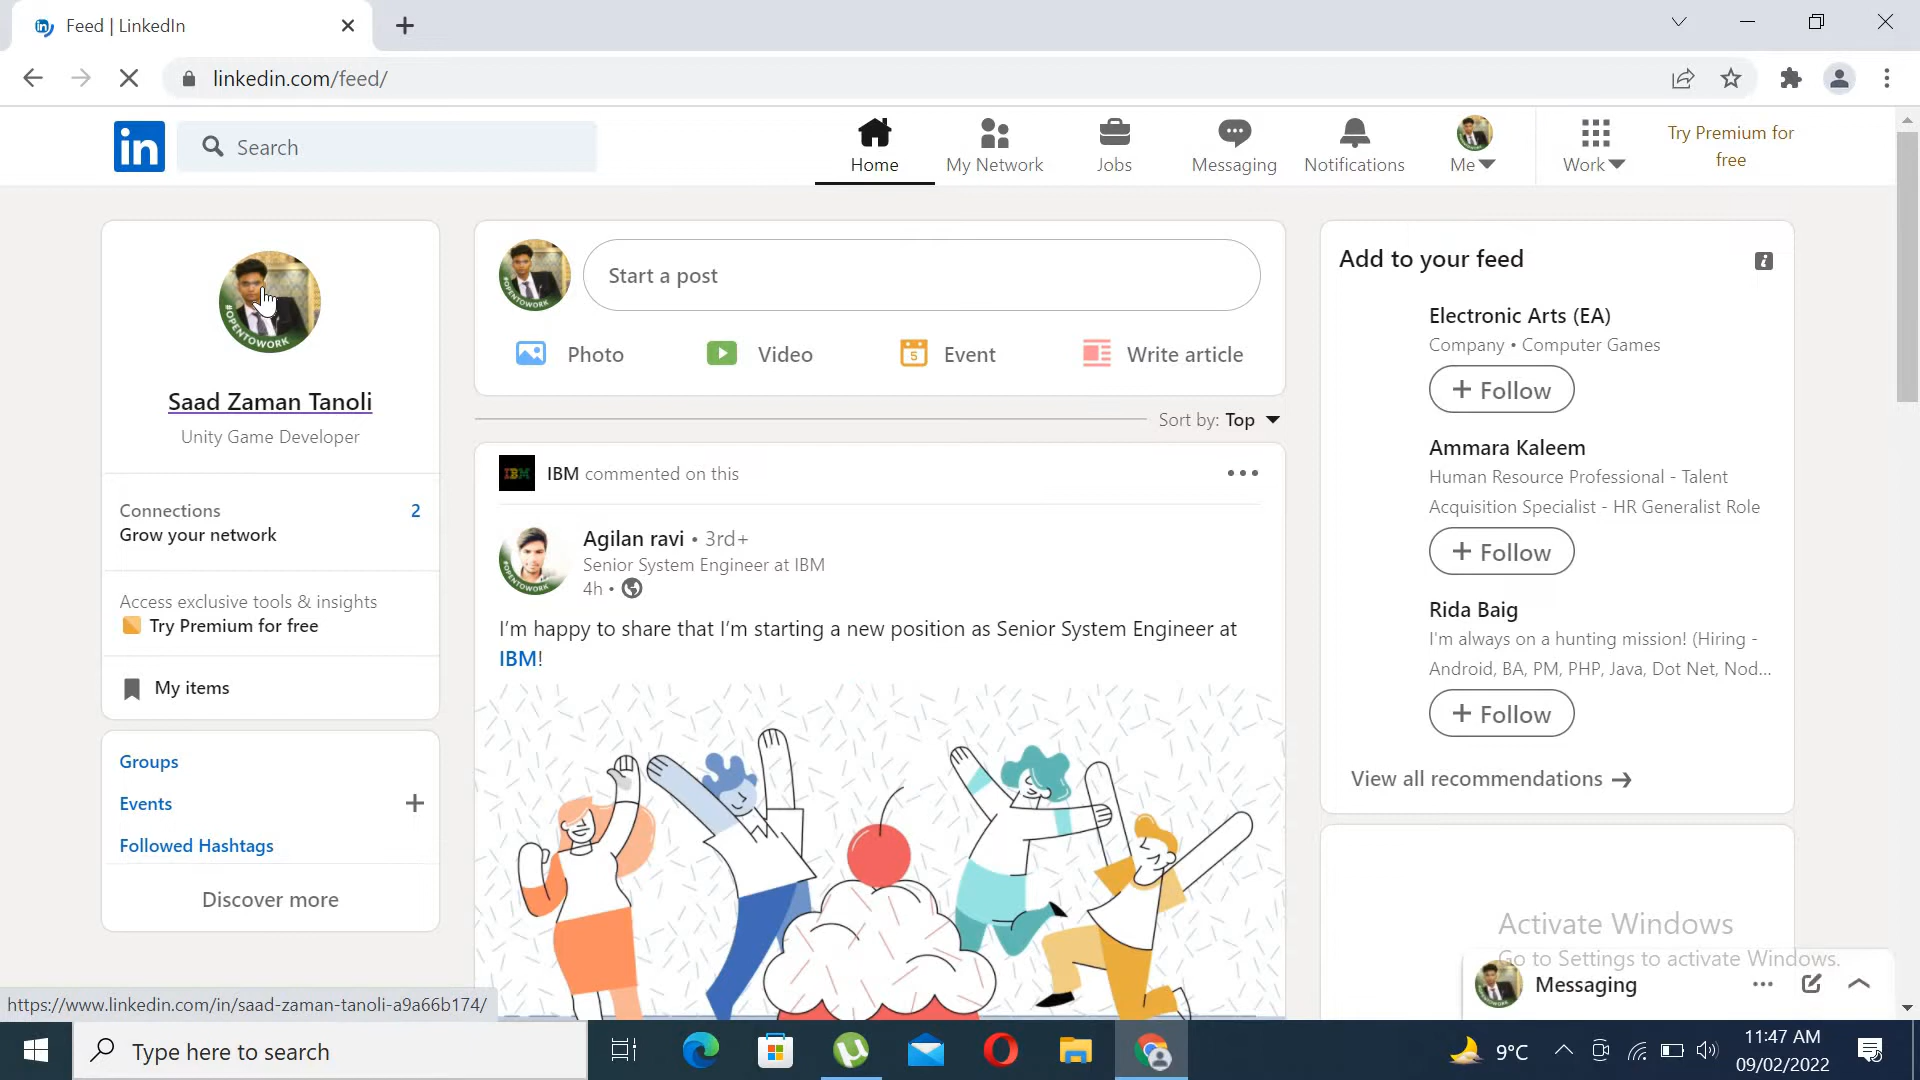 Feed | LinkedIn
linkedin.com/feed/
in
Search
Home
My Network
Jobs
Messaging
Notifications
Me
Work
Try Premium for
free
#OPENTOWORK
Saad Zaman Tanoli
Unity Game Developer
Connections 2
Grow your network
Access exclusive tools & insights
Try Premium for free
My items
Groups
Events
Followed Hashtags
Discover more
#OPENTOWORK
Start a post
Photo
5
Video
Event
Write article
Sort by: Top
IBM
IBM commented on this
#OPENTOWORK
Agilan ravi • 3rd+
Senior System Engineer at IBM
4h •
I'm happy to share that I'm starting a new position as Senior System Engineer at
IBM!
Add to your feed
Electronic Arts (EA)
Company • Computer Games
+ Follow
Ammara Kaleem
Human Resource Professional - Talent
Acquisition Specialist - HR Generalist Role
+ Follow
Rida Baig
I'm always on a hunting mission! (Hiring -
Android, BA, PM, PHP, Java, Dot Net, Nod...
+ Follow
View all recommendations →
Activate Windows
Go to Settings to activate Windows.
Messaging
https://www.linkedin.com/in/saad-zaman-tanoli-a9a66b174/
Type here to search
9°C
11:47 AM
09/02/2022